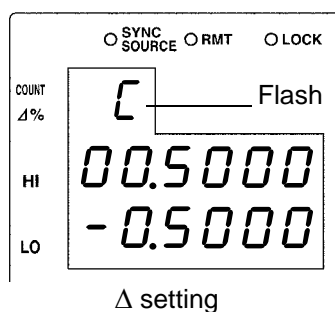 SYNC SOURCE RMT LOCK
COUNT
Δ% C Flash
HI 00.5000
LO -0.5000
Δ setting